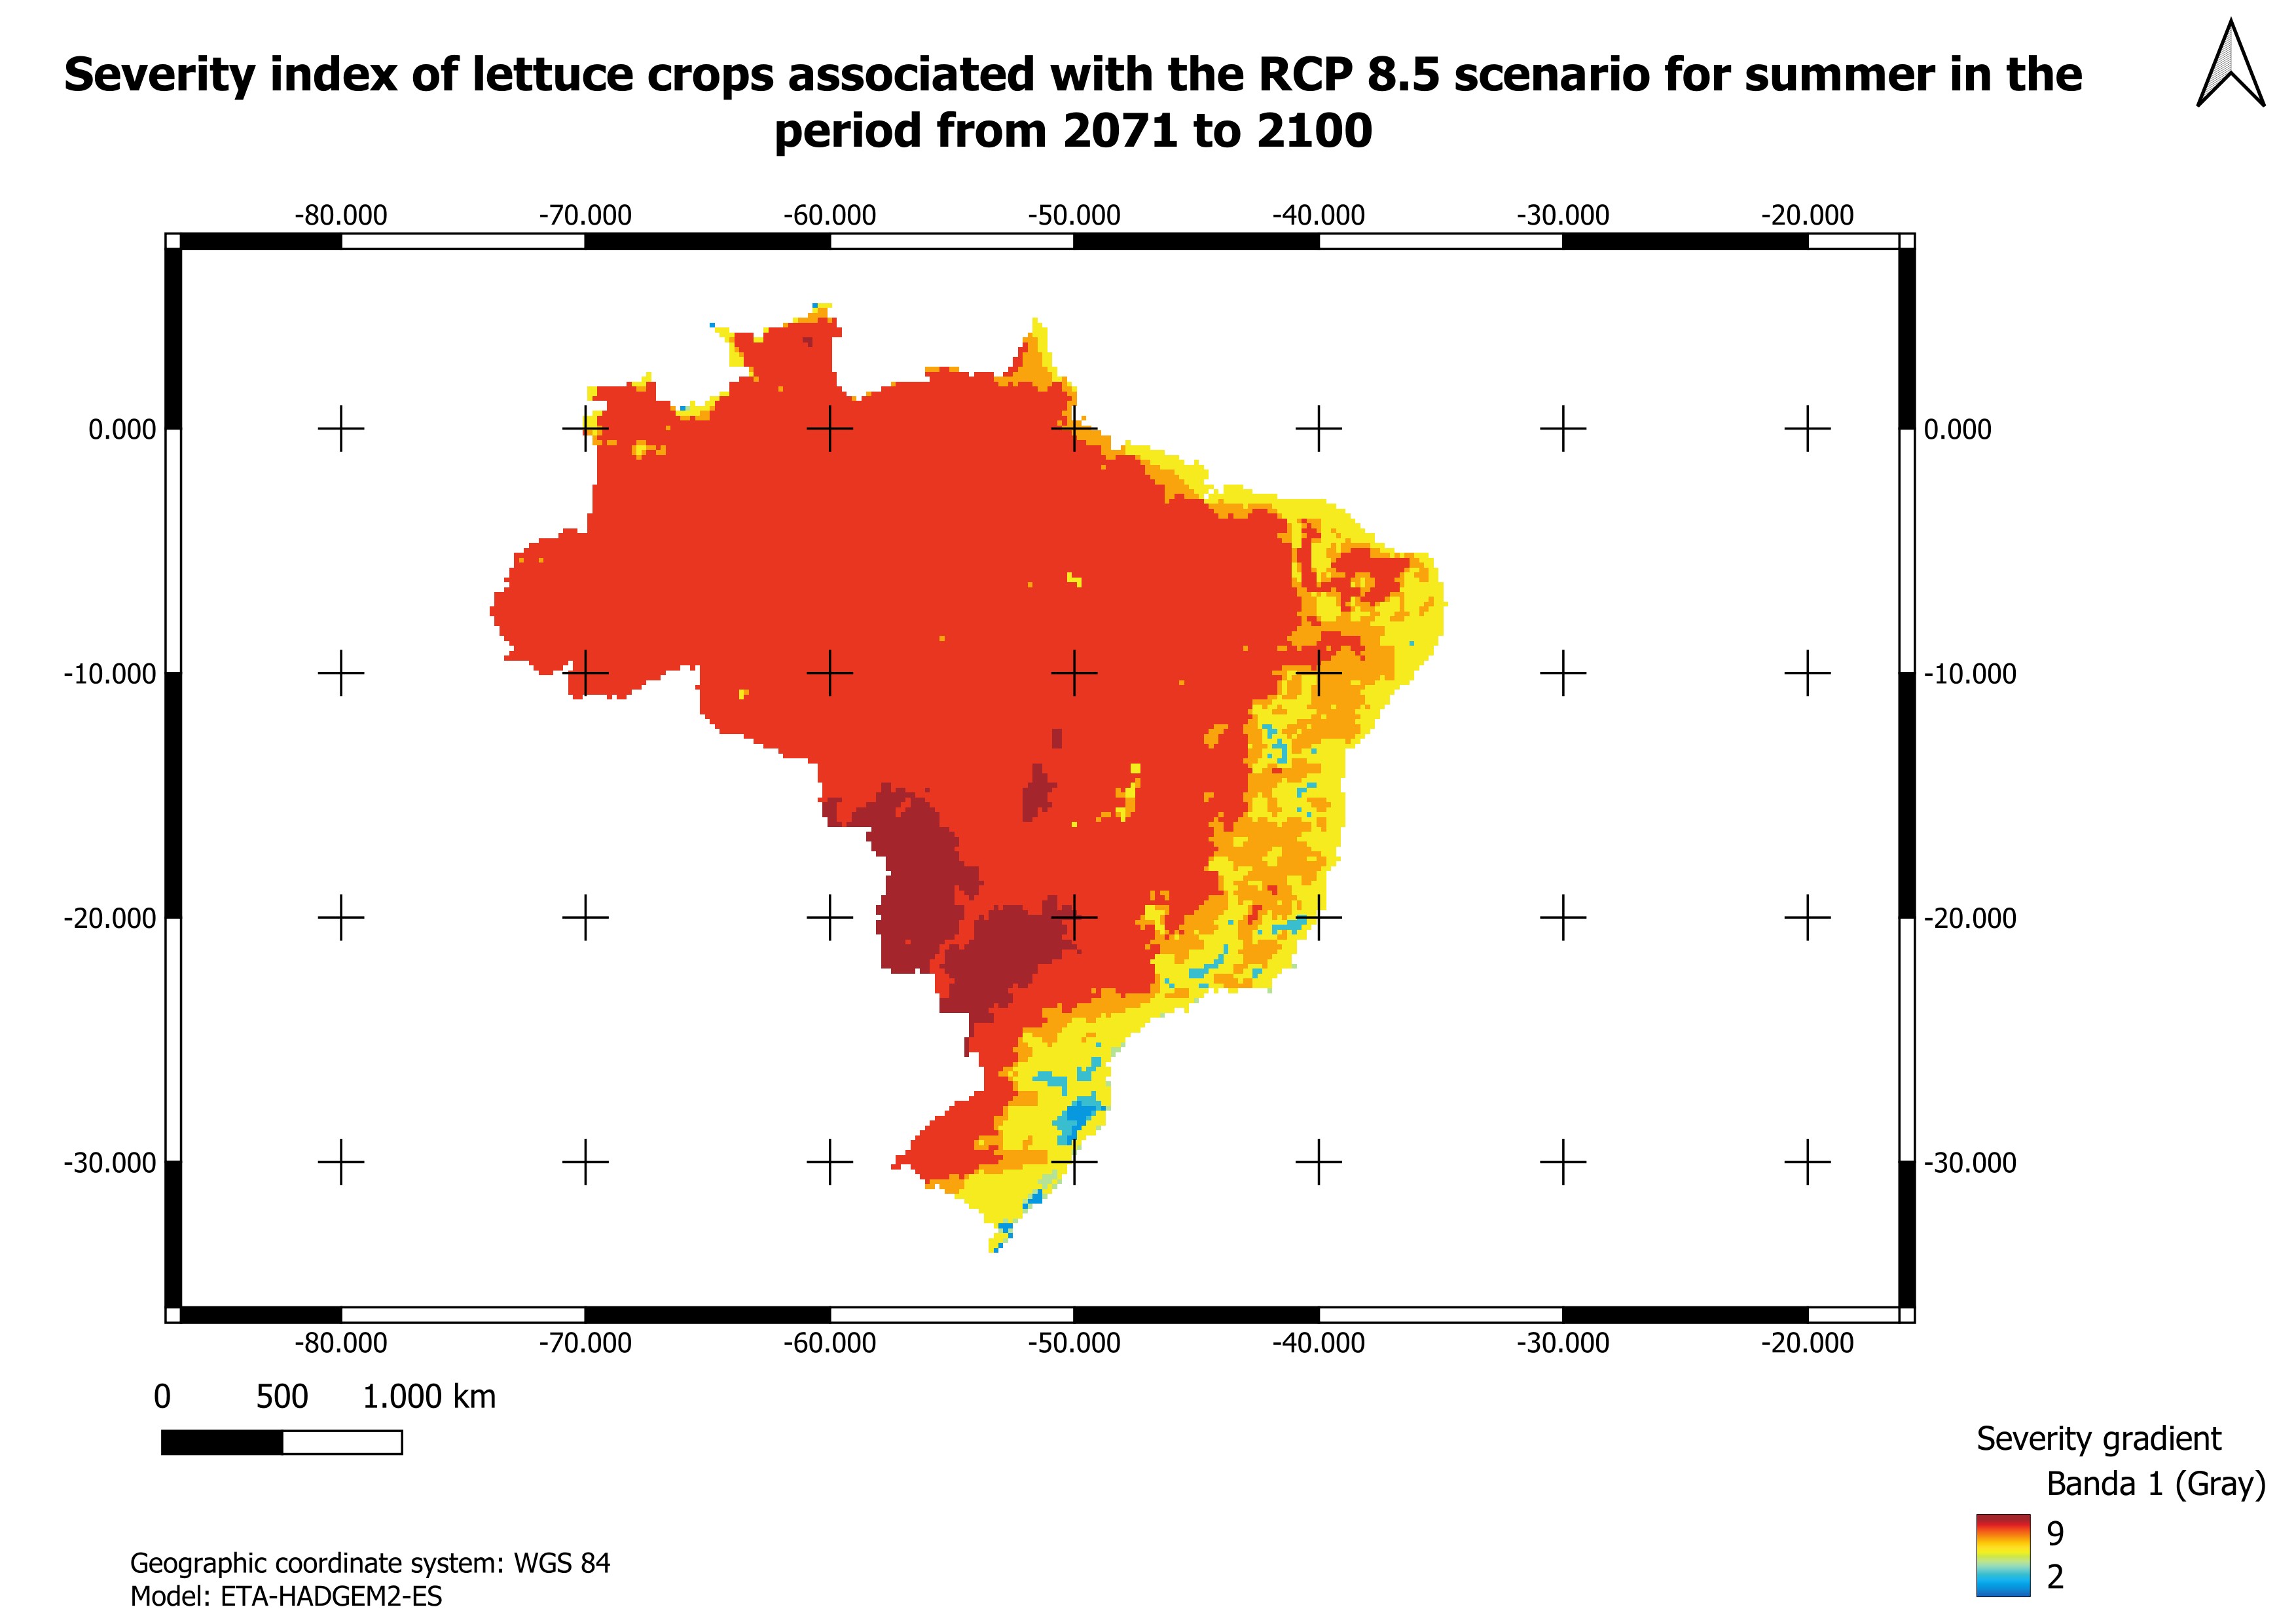 Severity index of lettuce crops associated with the RCP 8.5 scenario for summer in the
period from 2071 to 2100
-80.000 -70.000 -60.000 -50.000 -40.000 -30.000 -20.000
0.000 0.000
-10.000 -10.000
-20.000 -20.000
-30.000 -30.000
-80.000 -70.000 -60.000 -50.000 -40.000 -30.000 -20.000
0 500 1.000 km
Severity gradient
Banda 1 (Gray)
9
2
Geographic coordinate system: WGS 84
Model: ETA-HADGEM2-ES